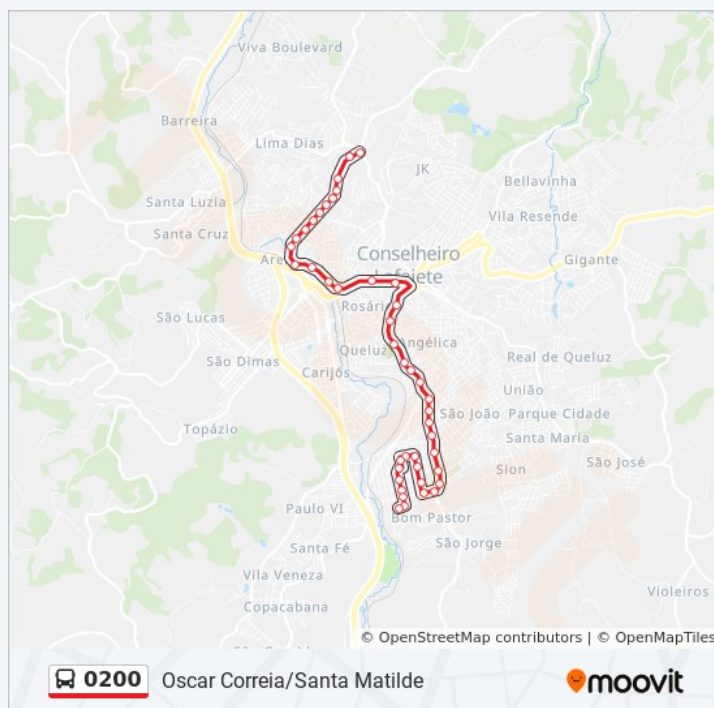 Viva Boulevard
Barreira
Lima Dias
JK
Bellavinha
Santa Luzia
Vila Resende
Santa Cruz
Conselheiro
Lafaiete
Are
Gigante
Rosário
São Lucas
Queluz
Angélica
São Dimas
Real de Queluz
Carijós
União
São João
Parque Cidade
Topázio
Santa Maria
Sion
São José
Paulo VI
Bom Pastor
São Jorge
Santa Fé
Vila Veneza
Copacabana
Violeiros
© OpenStreetMap contributors | © OpenMapTiles
0200 Oscar Correia/Santa Matilde
moovit